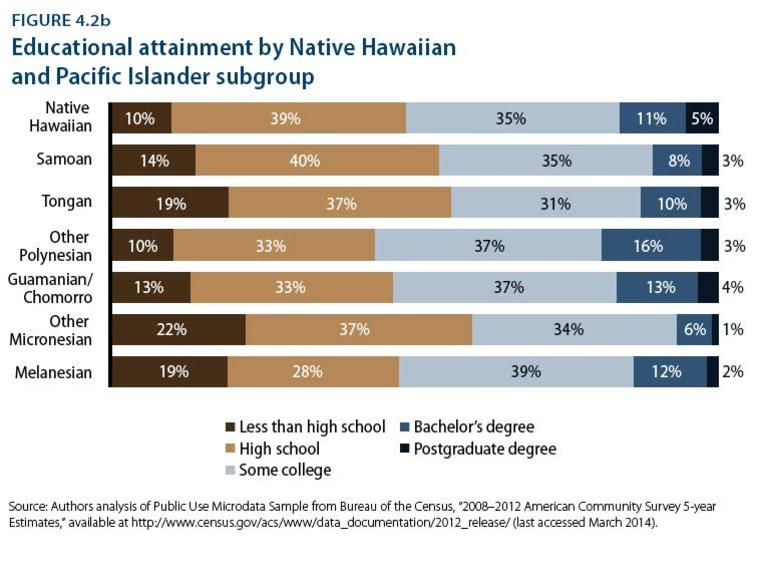 FIGURE 4.2b
Educational attainment by Native Hawaiian
and Pacific Islander subgroup
Native
Hawaiian
10% 39% 35% 11% 5%
Samoan 14% 40% 35% 8% 3%
Tongan 19% 37% 31% 10% 3%
Other
Polynesian
10% 33% 37% 16% 3%
Guamanian/
Chomorro
13% 33% 37% 13% 4%
Other
Micronesian
22% 37% 34% 6% 1%
Melanesian 19% 28% 39% 12% 2%
Less than high school
High school
Some college
Bachelor's degree
Postgraduate degree
Source: Authors analysis of Public Use Microdata Sample from Bureau of the Census, "2008–2012 American Community Survey 5-year
Estimates," available at http://www.census.gov/acs/www/data_documentation/2012_release/ (last accessed March 2014).